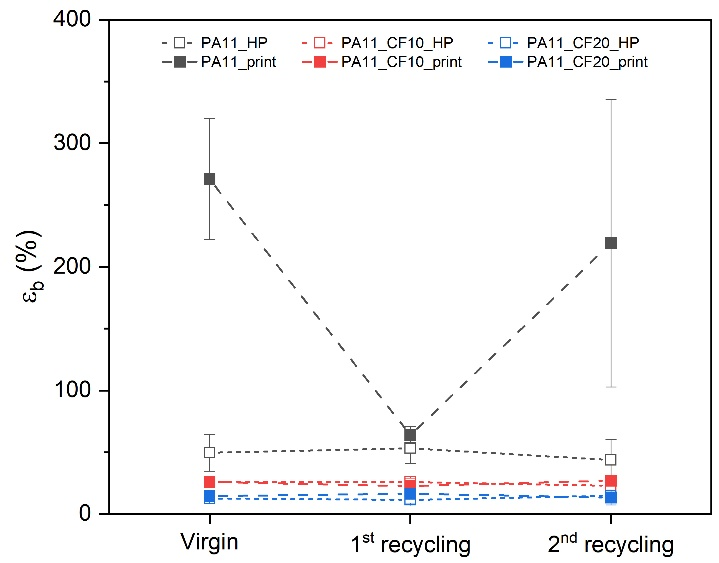 400
PA11_HP PA11_CF10_HP PA11_CF20_HP
PA11_print PA11_CF10_print PA11_CF20_print
300
200
100
0
εb (%)
Virgin 1st recycling 2nd recycling